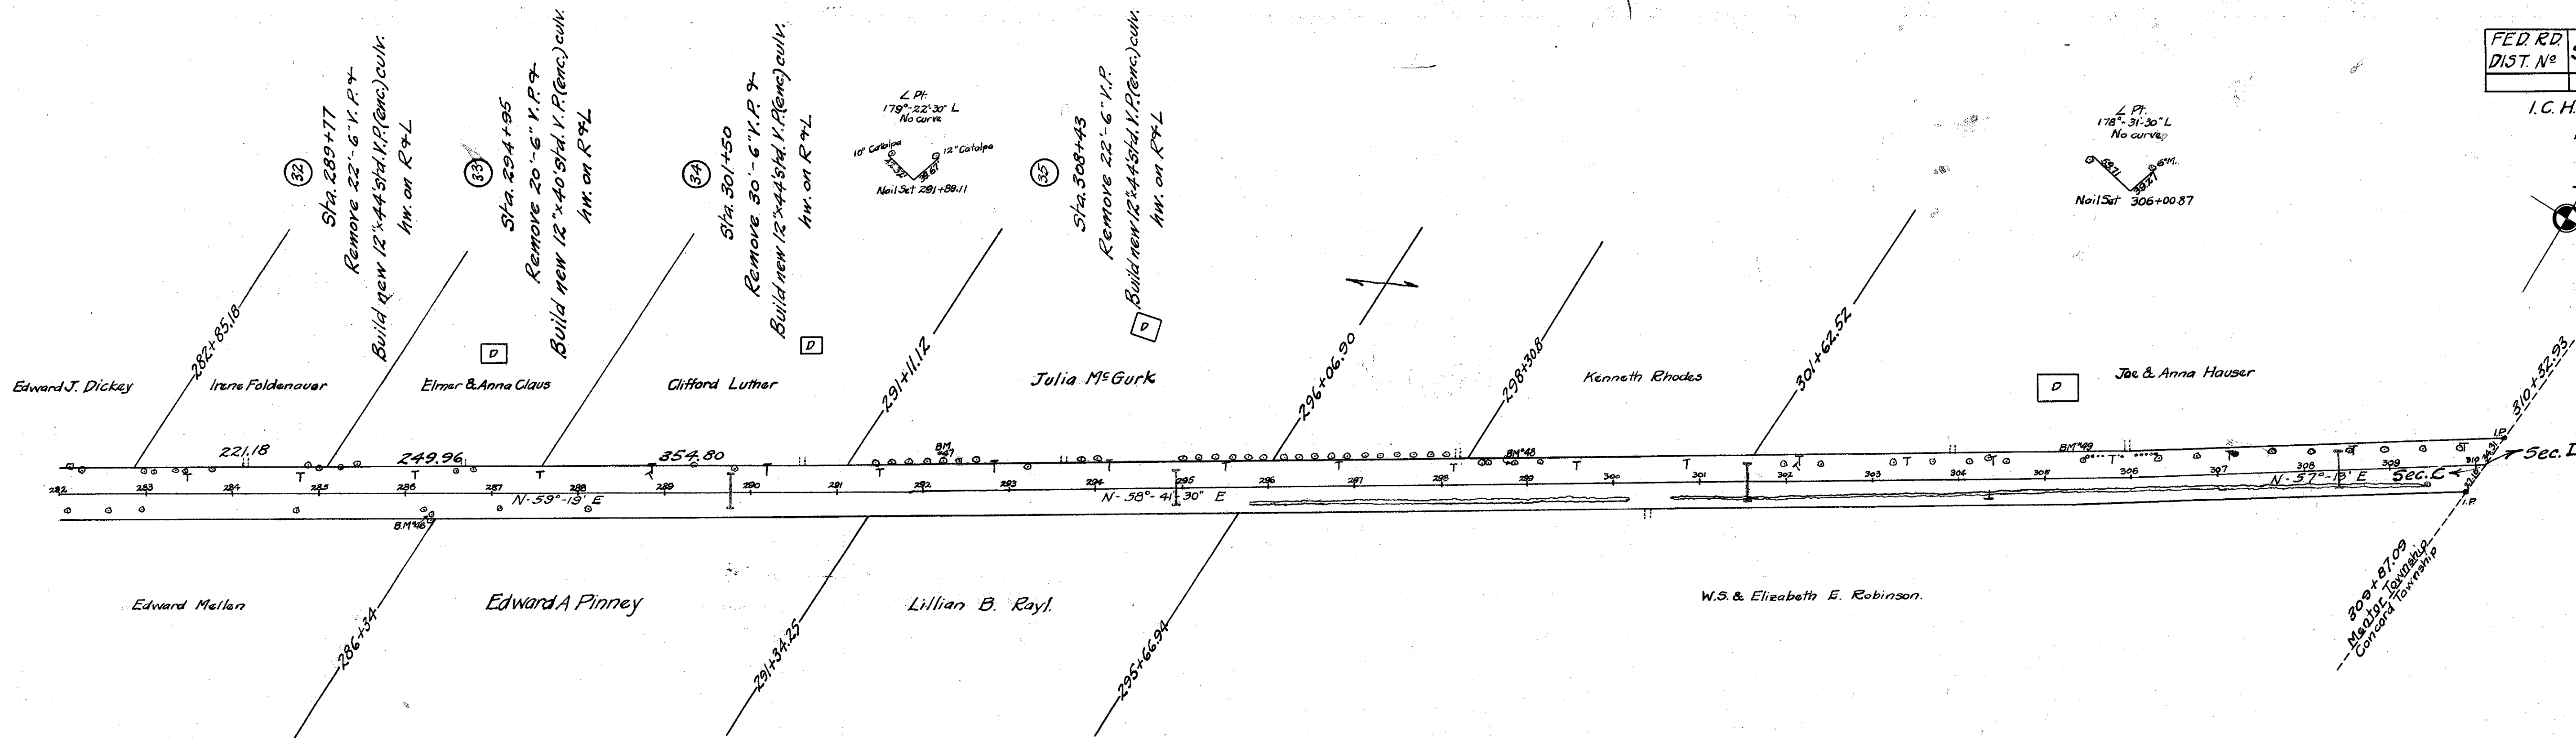 FED. RD.
DIST. Nº
I.C.H.
32
Sta. 289+77
Remove 22'-6" V.P. &
Build new 12"x44' std. V.P. (enc.) culv.
hw. on R & L
33
Sta. 294+95
Remove 20'-6" V.P. &
Build new 12"x40' std. V.P. (enc.) culv.
hw. on R & L
34
Sta. 301+50
Remove 30'-6" V.P. &
Build new 12"x44' std. V.P. (enc.) culv.
hw. on R & L
∠ Pt.
179°-22'-30" L
No curve
10" Catalpa
12" Catalpa
Nail Set 291+89.11
35
Sta. 308+43
Remove 22'-6" V.P.
Build new 12"x44' std. V.P. (enc.) culv.
hw. on R & L
∠ Pt.
178°-31'-30" L
No curve
6" M.
59.71
39.27
Nail Set 306+00.87
282+85.18
291+11.12
296+06.90
298+30.8
301+62.52
310+32.93
D
D
D
D
Edward J. Dickey
Irene Foldenauer
Elmer & Anna Claus
Clifford Luther
Julia McGurk
Kenneth Rhodes
Joe & Anna Hauser
221.18
249.96
354.80
BM #47
BM #48
BM #49
I.P.
T T T T T T T T T T T T T T T T T T
282 283 284 285 286 287 288 289 290 291 292 293 294 295 296 297 298 299 300 301 302 303 304 305 306 307 308 309 310
N-59°-19' E
N-58°-41'-30" E
N-57°-13' E
Sec. C
Sec. D
I.P.
B.M #46
Edward Mellen
Edward A Pinney
Lillian B. Rayl.
W.S. & Elizabeth E. Robinson.
286+34
291+34.25
295+66.94
309+87.09
Mentor Township
Concord Township